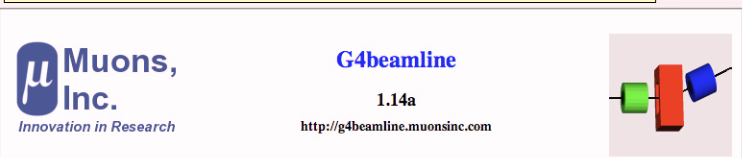 μ Muons,
Inc.
Innovation in Research
G4beamline
1.14a
http://g4beamline.muonsinc.com